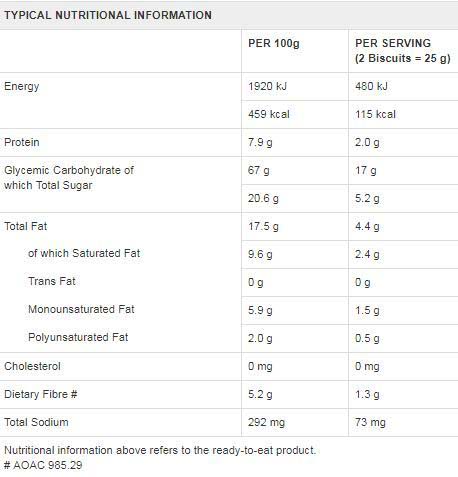 TYPICAL NUTRITIONAL INFORMATION
PER 100g PER SERVING
(2 Biscuits = 25 g)
Energy 1920 kJ 480 kJ
459 kcal 115 kcal
Protein 7.9 g 2.0 g
Glycemic Carbohydrate of 67 g 17 g
which Total Sugar
20.6 g 5.2 g
Total Fat 17.5 g 4.4 g
of which Saturated Fat 9.6 g 2.4 g
Trans Fat 0 g 0 g
Monounsaturated Fat 5.9 g 1.5 g
Polyunsaturated Fat 2.0 g 0.5 g
Cholesterol 0 mg 0 mg
Dietary Fibre # 5.2 g 1.3 g
Total Sodium 292 mg 73 mg
Nutritional information above refers to the ready-to-eat product.
# AOAC 985.29